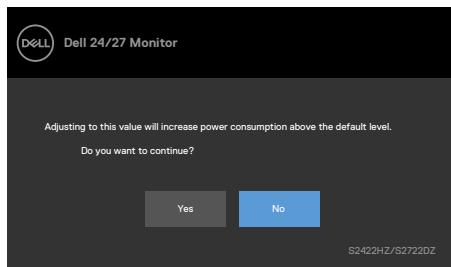 DELL Dell 24/27 Monitor
Adjusting to this value will increase power consumption above the default level.
Do you want to continue?
Yes No
S2422HZ/S2722DZ